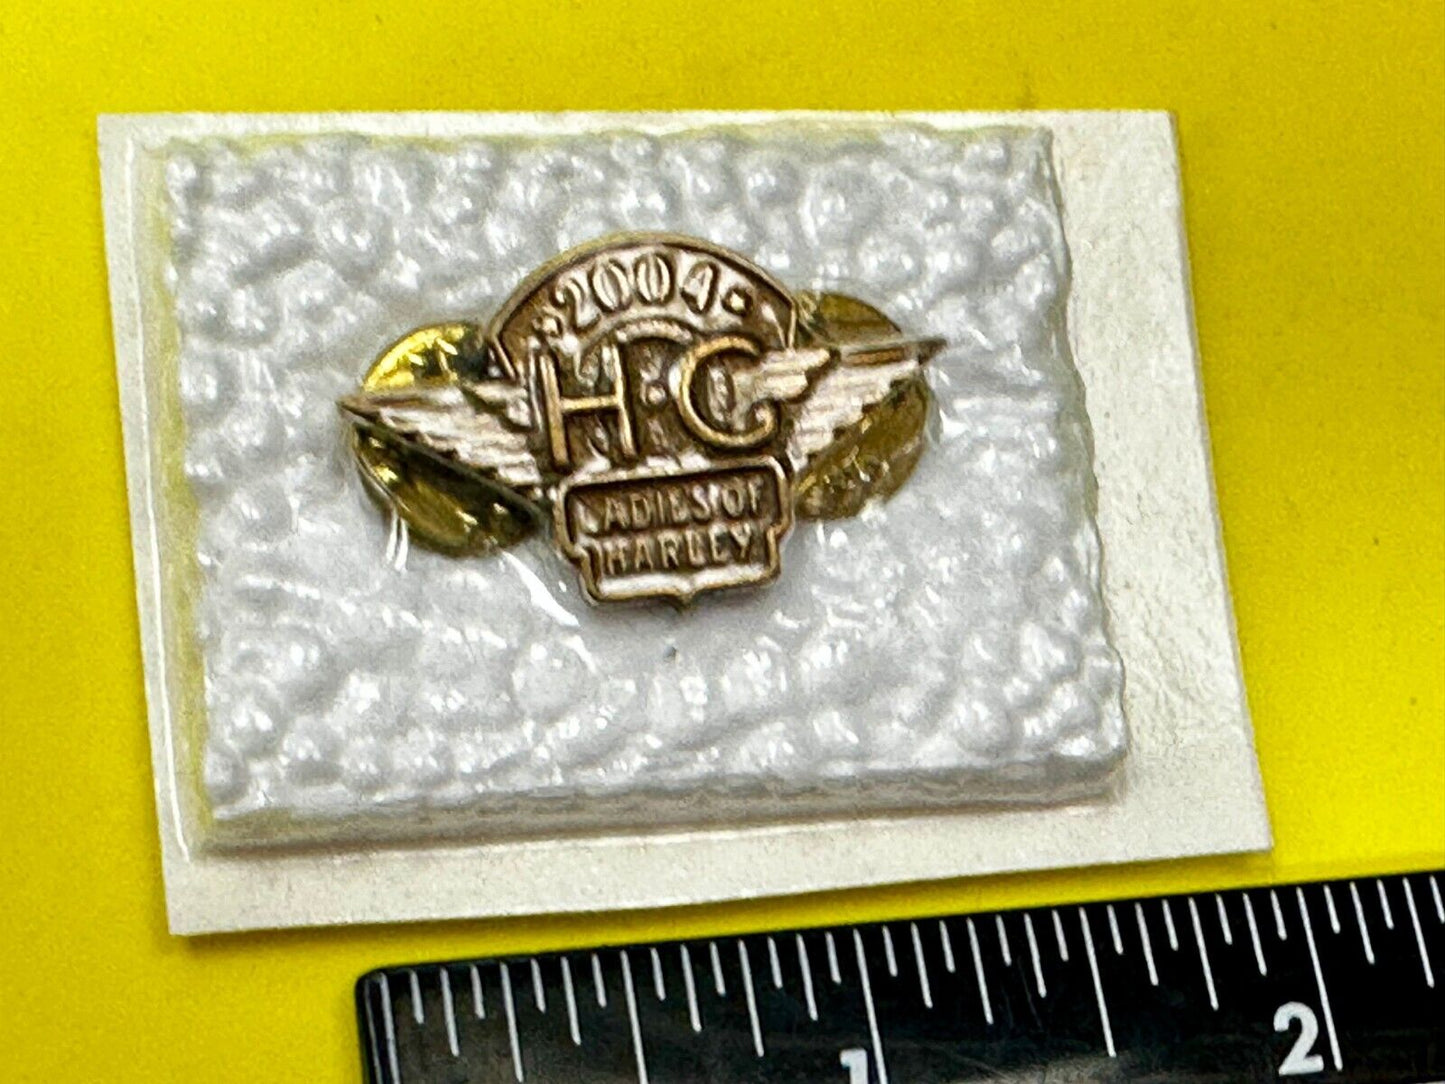 2004
H C
LADIES OF
HARLEY
1
2